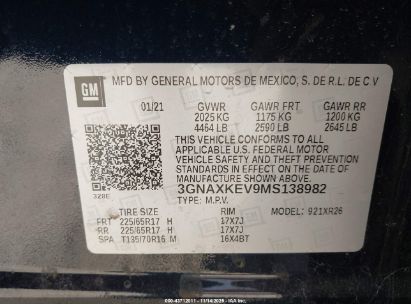 GM
MFD BY GENERAL MOTORS DE MEXICO, S. DE R.L. DE C.V
01/21 GVWR GAWR FRT GAWR RR
2025 KG 1175 KG 1200 KG
4464 LB 2590 LB 2645 LB
THIS VEHICLE CONFORMS TO ALL
APPLICABLE U.S. FEDERAL MOTOR
VEHICLE SAFETY AND THEFT PREVENTION
STANDARDS IN EFFECT ON THE DATE OF
MANUFACTURE SHOWN ABOVE.
3GNAXKEV9MS138982
328E TYPE: M.P.V. MODEL: 921XR26
TIRE SIZE RIM
FRT 225/65R17 H 17X7J
RR 225/65R17 H 17X7J
SPA T135/70R16 M 16X4BT